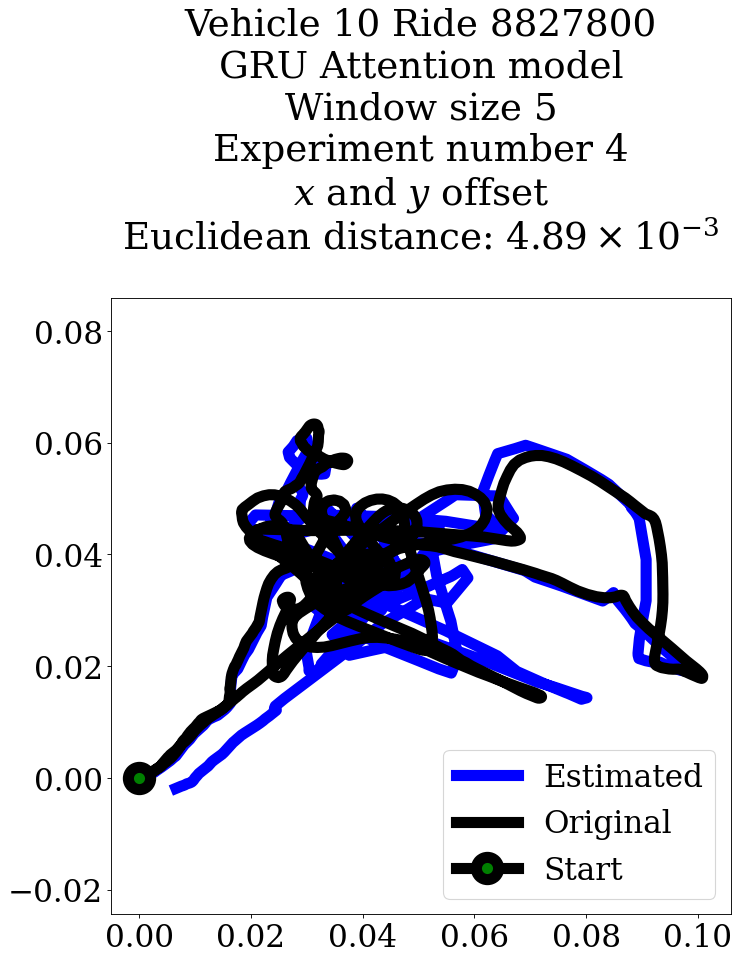 Vehicle 10 Ride 8827800
GRU Attention model
Window size 5
Experiment number 4
x and y offset
Euclidean distance: 4.89 × 10⁻³
0.08
0.06
0.04
0.02
0.00
−0.02
Estimated
Original
Start
0.00 0.02 0.04 0.06 0.08 0.10